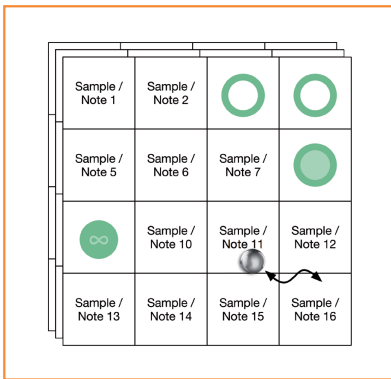 Sample /
Note 1
Sample /
Note 2
Sample /
Note 5
Sample /
Note 6
Sample /
Note 7
∞
Sample /
Note 10
Sample /
Note 11
Sample /
Note 12
Sample /
Note 13
Sample /
Note 14
Sample /
Note 15
Sample /
Note 16